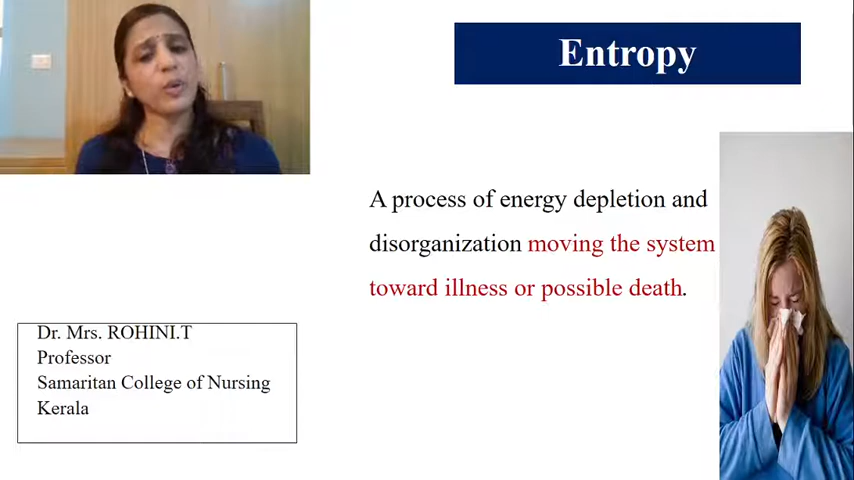 Entropy
A process of energy depletion and
disorganization moving the system
toward illness or possible death.
Dr. Mrs. ROHINI.T
Professor
Samaritan College of Nursing
Kerala